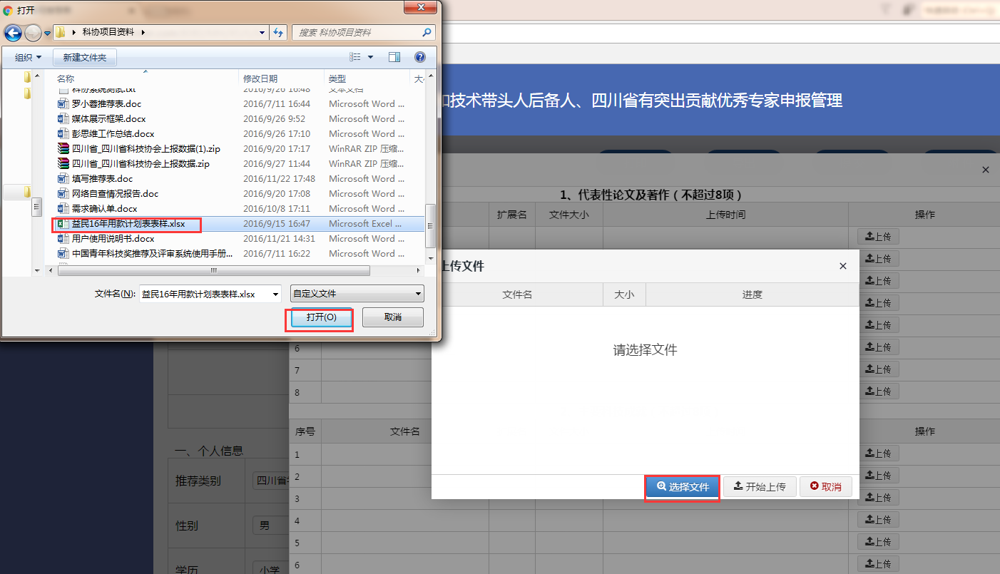 打开
科协项目资料
搜索 科协项目资料
组织
新建文件夹
名称 修改日期 类型 大
科协系统测试.txt 2016/9/26 16:48 文本文档
罗小蓉推荐表.doc 2016/7/11 16:44 Microsoft Word ...
媒体展示框架.docx 2016/9/26 9:52 Microsoft Word ...
彭思维工作总结.docx 2016/9/26 17:10 Microsoft Word ...
四川省_四川省科技协会上报数据(1).zip 2016/9/20 17:17 WinRAR ZIP 压缩...
四川省_四川省科技协会上报数据.zip 2016/9/27 11:44 WinRAR ZIP 压缩...
填写推荐表.doc 2016/11/22 17:48 Microsoft Word ...
网络自查情况报告.doc 2016/9/20 17:08 Microsoft Word ...
需求确认单.docx 2016/10/8 17:11 Microsoft Word ...
益民16年用款计划表表样.xlsx 2016/9/15 16:47 Microsoft Excel ...
用户使用说明书.docx 2016/11/21 14:31 Microsoft Word ...
中国青年科技奖推荐及评审系统使用手册... 2016/7/11 16:22 Microsoft Word ...
文件名(N): 益民16年用款计划表表样.xlsx 自定义文件
打开(O) 取消
和技术带头人后备人、四川省有突出贡献优秀专家申报管理
1、代表性论文及著作（不超过8项）
扩展名 文件大小 上传时间 操作
上传
上传
上传
上传
上传
6 上传
7 上传
8 上传
上传文件
文件名 大小 进度
请选择文件
选择文件 开始上传 取消
序号 文件名 操作
1 上传
2 上传
3 上传
4 上传
5 上传
6 上传
一、个人信息
推荐类别 四川省
性别 男
学历 小学